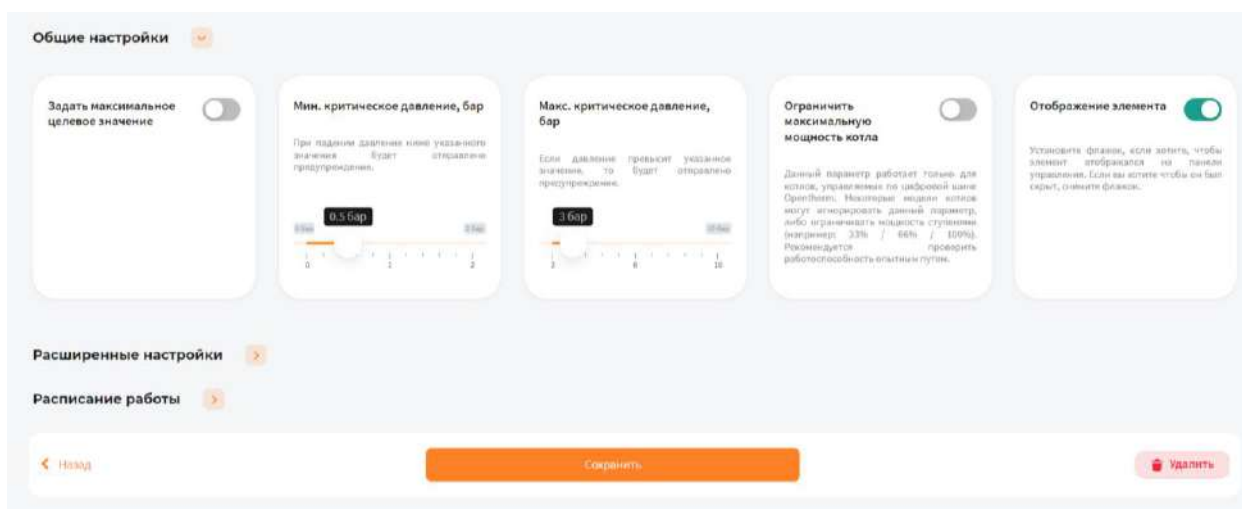 Общие настройки
Задать максимальное
целевое значение
Мин. критическое давление, бар
При падении давление ниже указанного
значения будет отправлено
предупреждение.
0.5 бар
0 1 2
Макс. критическое давление,
бар
Если давление превысит указанное
значение, то будет отправлено
предупреждение.
3 бар
6 10
Ограничить
максимальную
мощность котла
Данный параметр работает только для
котлов, управляемых по цифровой шине
Opentherm. Некоторые модели котлов
могут игнорировать данный параметр,
либо ограничивать мощность ступенями
(например: 33% / 66% / 100%).
Рекомендуется проверить
работоспособность опытным путем.
Отображение элемента
Установите флажок, если хотите, чтобы
элемент отображался на панели
управления. Если вы хотите чтобы он был
скрыт, снимите флажок.
Расширенные настройки
Расписание работы
Назад
Сохранить
Удалить